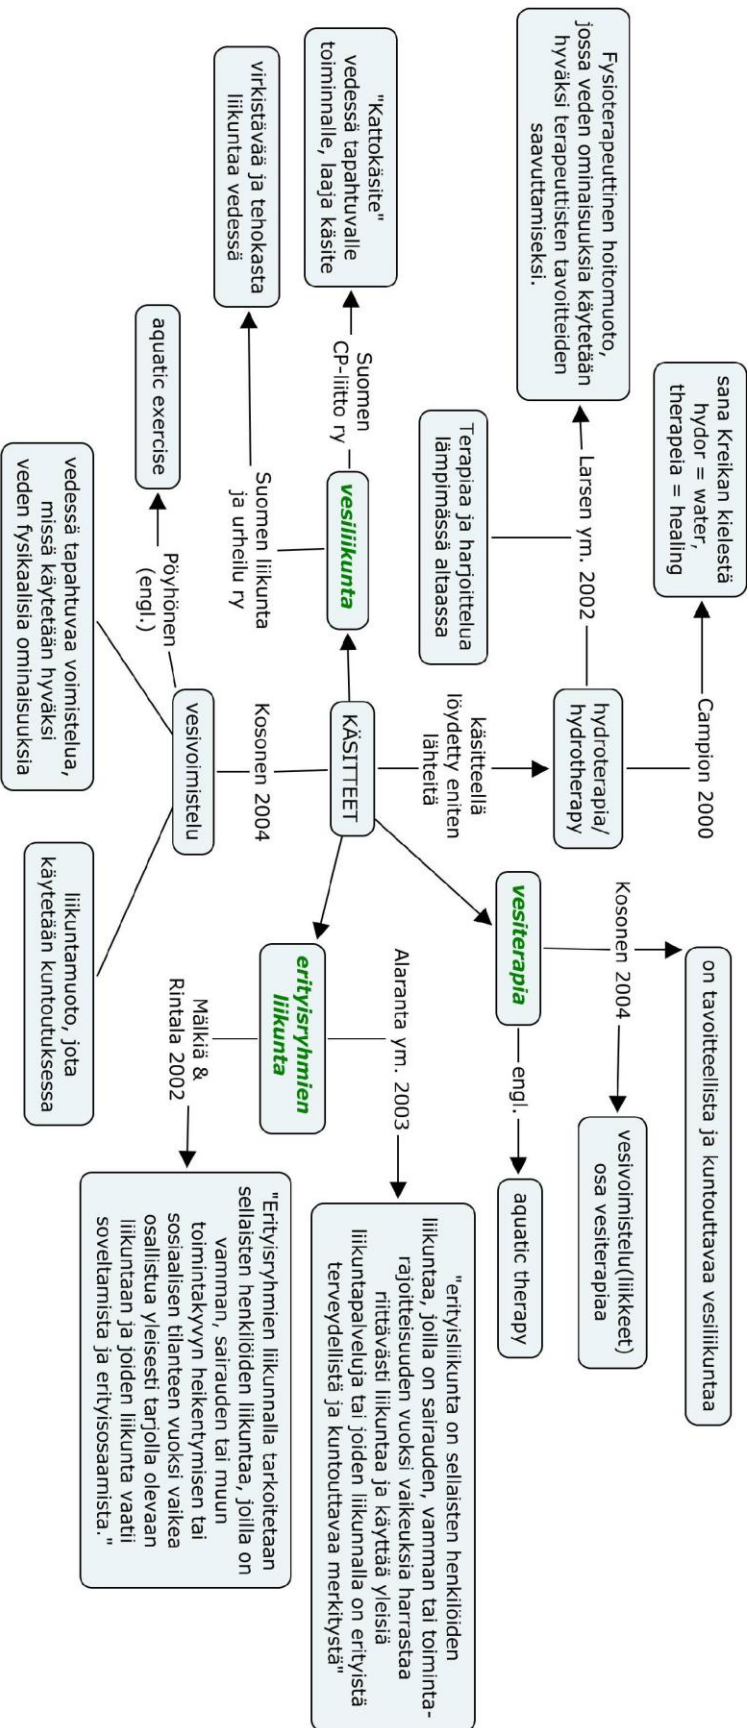 sana Kreikan kielestä
hydor = water,
therapeia = healing
Campion 2000
on tavoitteellista ja kuntouttavaa vesiliikuntaa
Fysioterapeuttinen hoitomuoto,
jossa veden ominaisuuksia käytetään
hyväksi terapeuttisten tavoitteiden
saavuttamiseksi.
Larsen ym. 2002
hydroterapia/
hydrotherapy
Kosonen 2004
vesivoimistelu(liikkeet)
osa vesiterapiaa
Terapiaa ja harjoittelua
lämpimässä altaassa
käsitteellä
löydetty eniten
lähteitä
vesiterapia
engl.
aquatic therapy
"Kattokäsite"
vedessä tapahtuvalle
toiminnalle, laaja käsite
Suomen
CP-liitto ry
vesiliikunta
KÄSITTEET
Alaranta ym. 2003
"erityisliikunta on sellaisten henkilöiden
liikuntaa, joilla on sairauden, vamman tai toiminta-
rajoitteisuuden vuoksi vaikeuksia harrastaa
riittävästi liikuntaa ja käyttää yleisiä
liikuntapalveluja tai joiden liikunnalla on erityistä
terveydellistä ja kuntouttavaa merkitystä"
virkistävää ja tehokasta
liikuntaa vedessä
Suomen liikunta
ja urheilu ry
Kosonen 2004
erityisryhmien
liikunta
aquatic exercise
Pöyhönen
(engl.)
vesivoimistelu
Mälkiä &
Rintala 2002
"Erityisryhmien liikunnalla tarkoitetaan
sellaisten henkilöiden liikuntaa, joilla on
vamman, sairauden tai muun
toimintakyvyn heikentymisen tai
sosiaalisen tilanteen vuoksi vaikea
osallistua yleisesti tarjolla olevaan
liikuntaan ja joiden liikunta vaatii
soveltamista ja erityisosaamista."
vedessä tapahtuvaa voimistelua,
missä käytetään hyväksi
veden fysikaalisia ominaisuuksia
liikuntamuoto, jota
käytetään kuntoutuksessa